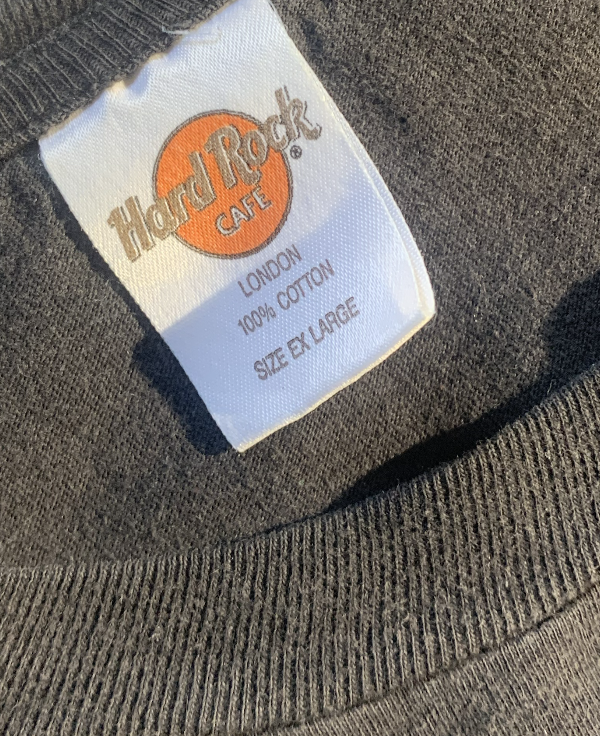 Hard Rock ®
CAFE
LONDON
100% COTTON
SIZE EX LARGE